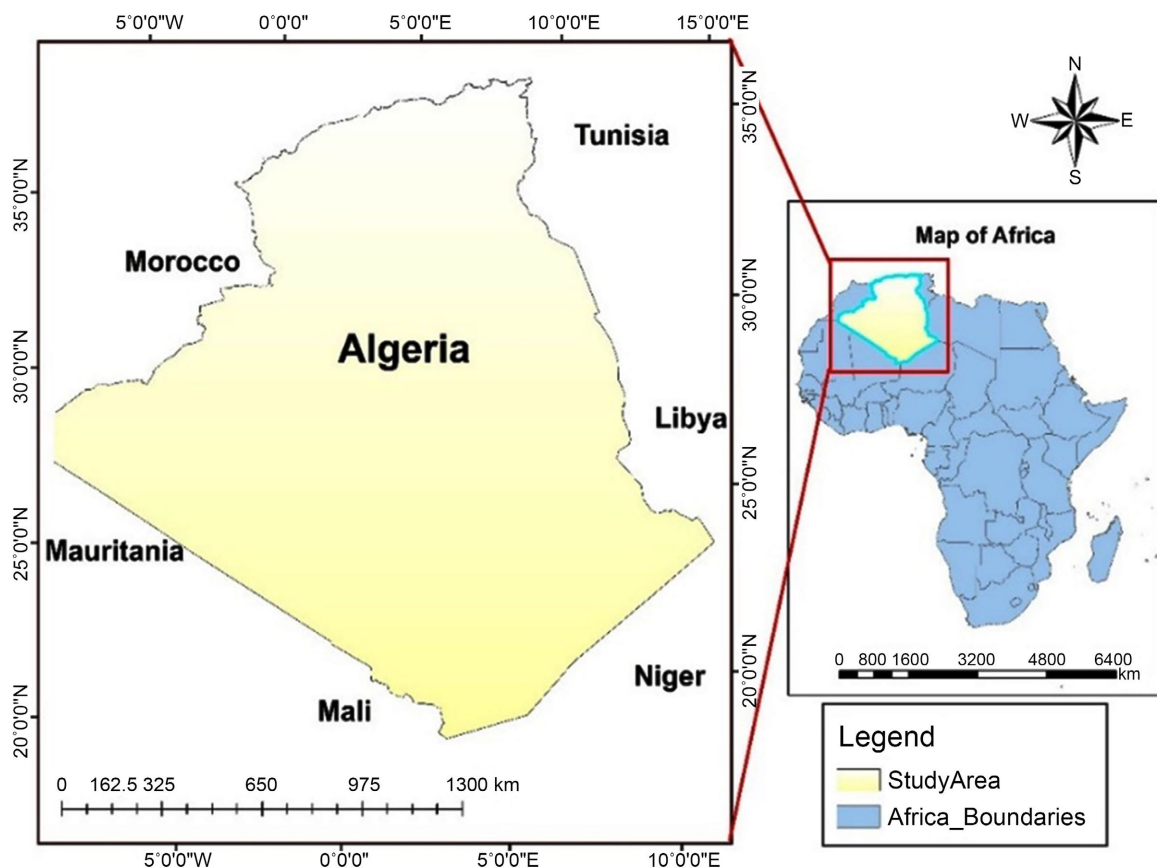 5°0'0"W 0°0'0" 5°0'0"E 10°0'0"E 15°0'0"E
35°0'0"N
30°0'0"N
25°0'0"N
20°0'0"N
Tunisia
Morocco
Algeria
Libya
Mauritania
Niger
Mali
0 162.5 325 650 975 1300 km
35°0'0"N
30°0'0"N
25°0'0"N
20°0'0"N
5°0'0"W 0°0'0" 5°0'0"E 10°0'0"E
N
W E
S
Map of Africa
0 800 1600 3200 4800 6400
km
Legend
StudyArea
Africa_Boundaries